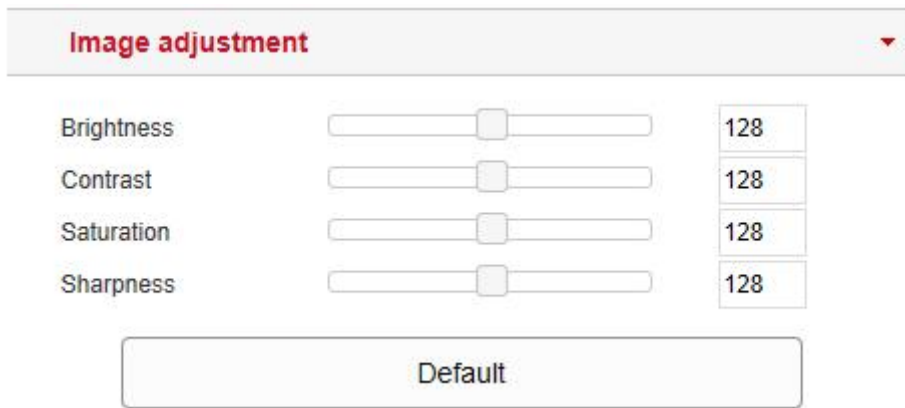 Image adjustment
Brightness 128
Contrast 128
Saturation 128
Sharpness 128
Default